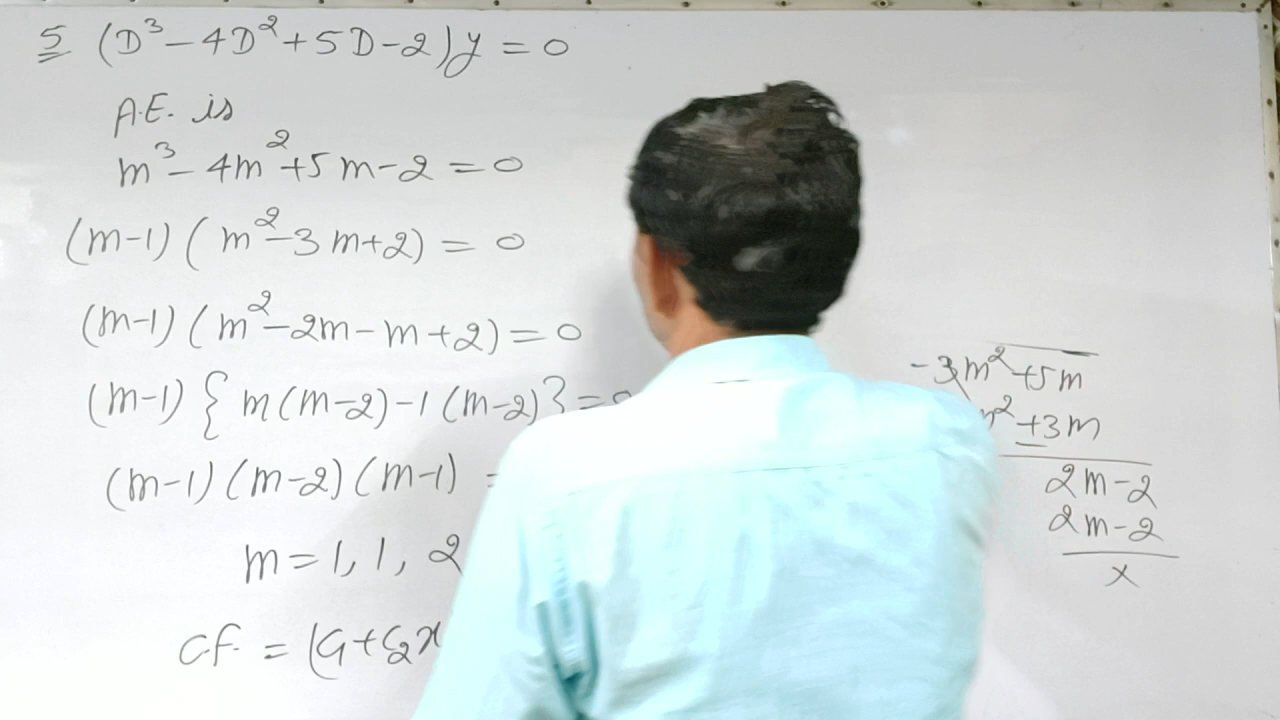 5 (D³-4D²+5D-2)y = 0
A.E. is
m³-4m²+5m-2 = 0
(m-1) (m²-3m+2) = 0
(m-1) (m²-2m-m+2) = 0
(m-1) { m(m-2)-1(m-2)} = 0
(m-1) (m-2) (m-1) =
m = 1, 1, 2
C.F. = (C₁+C₂x
-3m²+5m
m²+3m
2m-2
2m-2
x